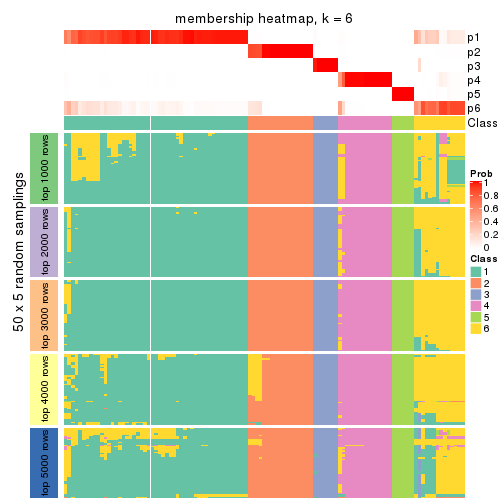 membership heatmap, k = 6
p1
p2
p3
p4
p5
p6
Class
50 x 5 random samplings
top 1000 rows
top 2000 rows
top 3000 rows
top 4000 rows
top 5000 rows
Prob
1
0.8
0.6
0.4
0.2
0
Class
1
2
3
4
5
6